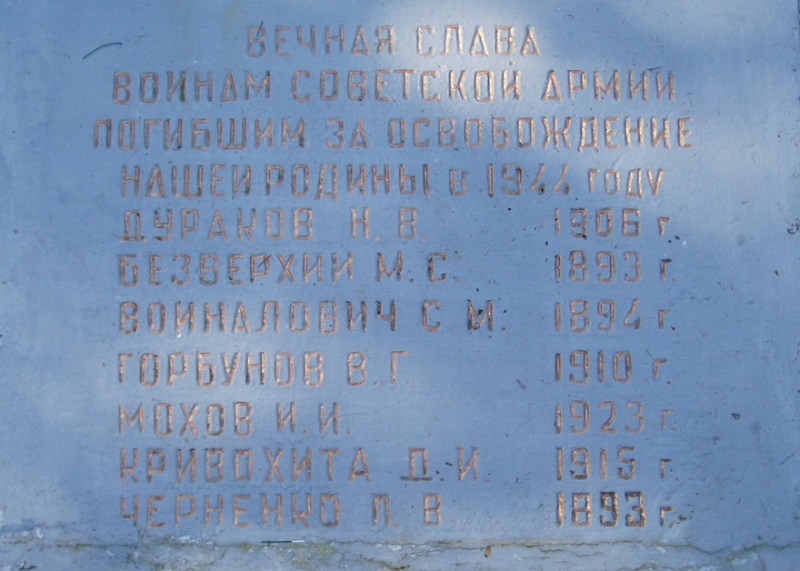 ВЕЧНАЯ СЛАВА
ВОИНАМ СОВЕТСКОЙ АРМИИ
ПОГИБШИМ ЗА ОСВОБОЖДЕНИЕ
НАШЕЙ РОДИНЫ в 1944 году
ДУРАКОВ Н. В. 1906 г.
БЕЗВЕРХИЙ М. С. 1893 г.
ВОЙНАЛОВИЧ С. М. 1894 г.
ГОРБУНОВ В. Г. 1910 г.
МОХОВ И. И. 1923 г.
КРИВОХИТА Д. И. 1915 г.
ЧЕРНЕНКО П. В. 1893 г.